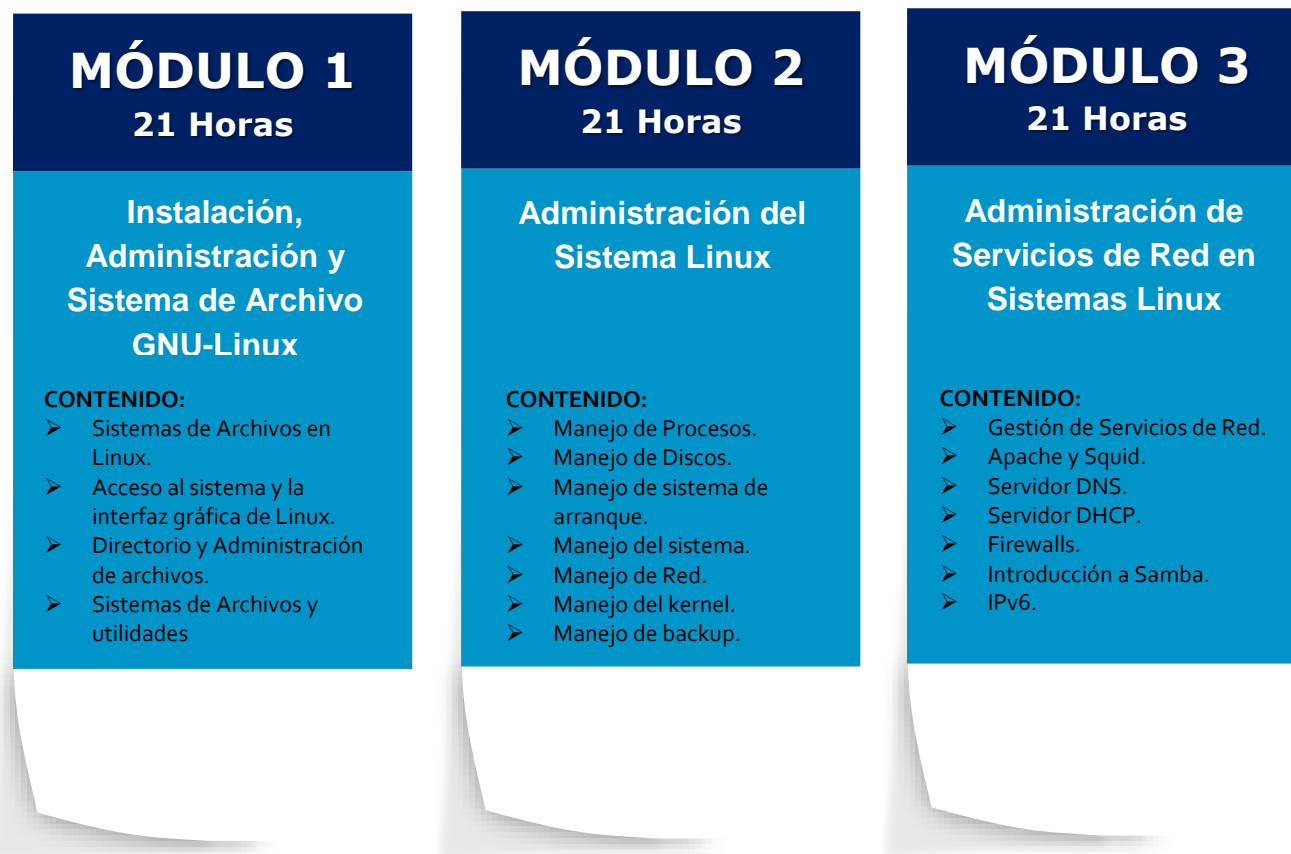 MÓDULO 1
21 Horas
Instalación,
Administración y
Sistema de Archivo
GNU-Linux
CONTENIDO:
➢ Sistemas de Archivos en
Linux.
➢ Acceso al sistema y la
interfaz gráfica de Linux.
➢ Directorio y Administración
de archivos.
➢ Sistemas de Archivos y
utilidades
MÓDULO 2
21 Horas
Administración del
Sistema Linux
CONTENIDO:
➢ Manejo de Procesos.
➢ Manejo de Discos.
➢ Manejo de sistema de
arranque.
➢ Manejo del sistema.
➢ Manejo de Red.
➢ Manejo del kernel.
➢ Manejo de backup.
MÓDULO 3
21 Horas
Administración de
Servicios de Red en
Sistemas Linux
CONTENIDO:
➢ Gestión de Servicios de Red.
➢ Apache y Squid.
➢ Servidor DNS.
➢ Servidor DHCP.
➢ Firewalls.
➢ Introducción a Samba.
➢ IPv6.